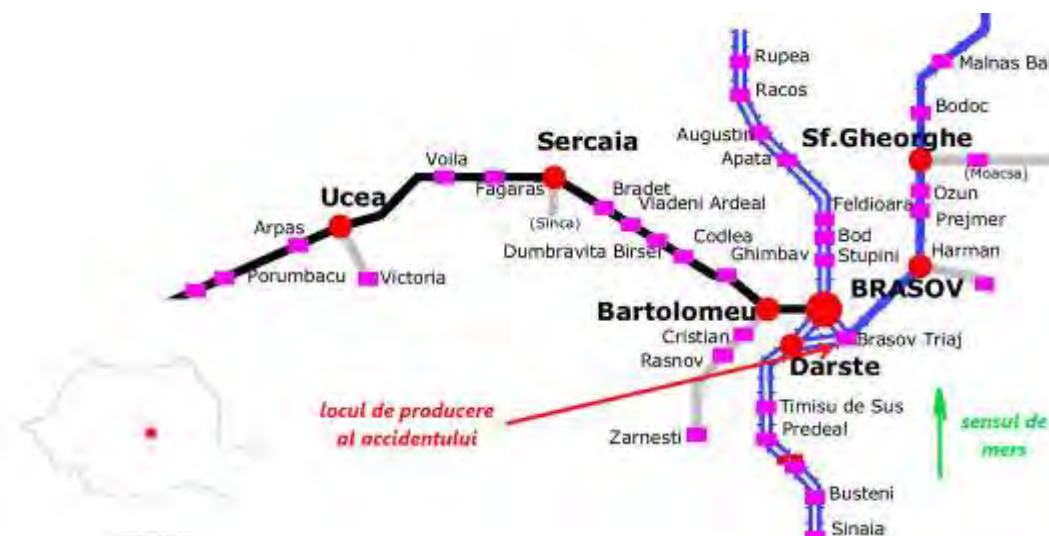 Rupea
Malnas Ba
Racos
Bodoc
Augustin
Sf.Gheorghe
Sercaia
Apata
(Moacsa)
Voila
Fagaras
Bradet
Ozun
Ucea
Vladeni Ardeal
Feldioara
Prejmer
Arpas
(Sinca)
Codlea
Bod
Dumbravita Birsei
Ghimbav
Stupini
Harman
Porumbacu
Victoria
BRASOV
Bartolomeu
Cristian
Brasov Triaj
Rasnov
Darste
locul de producere
al accidentului
Timisu de Sus
sensul de
mers
Zarnesti
Predeal
Busteni
Sinaia